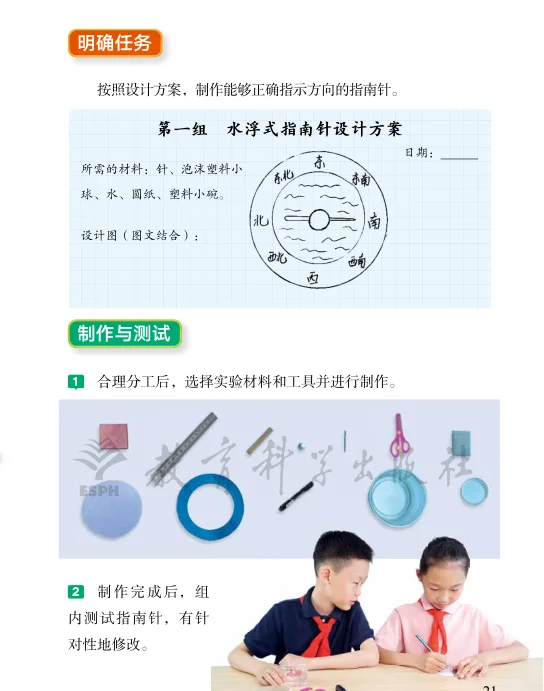 明确任务
按照设计方案，制作能够正确指示方向的指南针。
第一组 水浮式指南针设计方案
日期：
所需的材料：针、泡沫塑料小
球、水、圆纸、塑料小碗。
设计图（图文结合）：
东
东北
东南
北
南
西北
西南
西
制作与测试
1 合理分工后，选择实验材料和工具并进行制作。
教育科学出版社
ESPH
2 制作完成后，组
内测试指南针，有针
对性地修改。
21